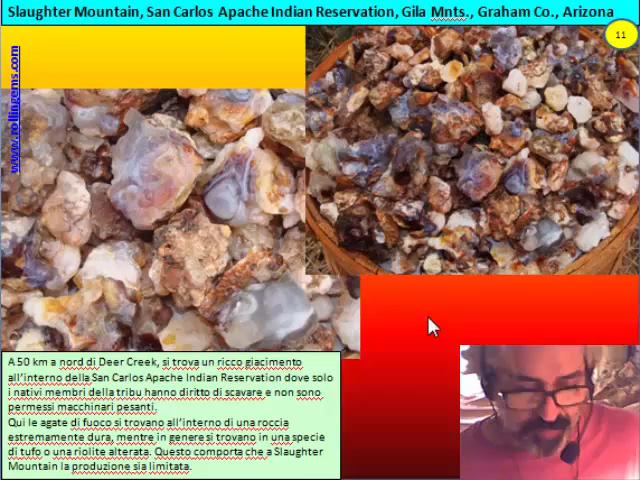 Slaughter Mountain, San Carlos Apache Indian Reservation, Gila Mnts., Graham Co., Arizona
11
www.rollingems.com
A 50 km a nord di Deer Creek, si trova un ricco giacimento
all'interno della San Carlos Apache Indian Reservation dove solo
i nativi membri della tribu hanno diritto di scavare e non sono
permessi macchinari pesanti.
Qui le agate di fuoco si trovano all'interno di una roccia
estremamente dura, mentre in genere si trovano in una specie
di tufo o una riolite alterata. Questo comporta che a Slaughter
Mountain la produzione sia limitata.